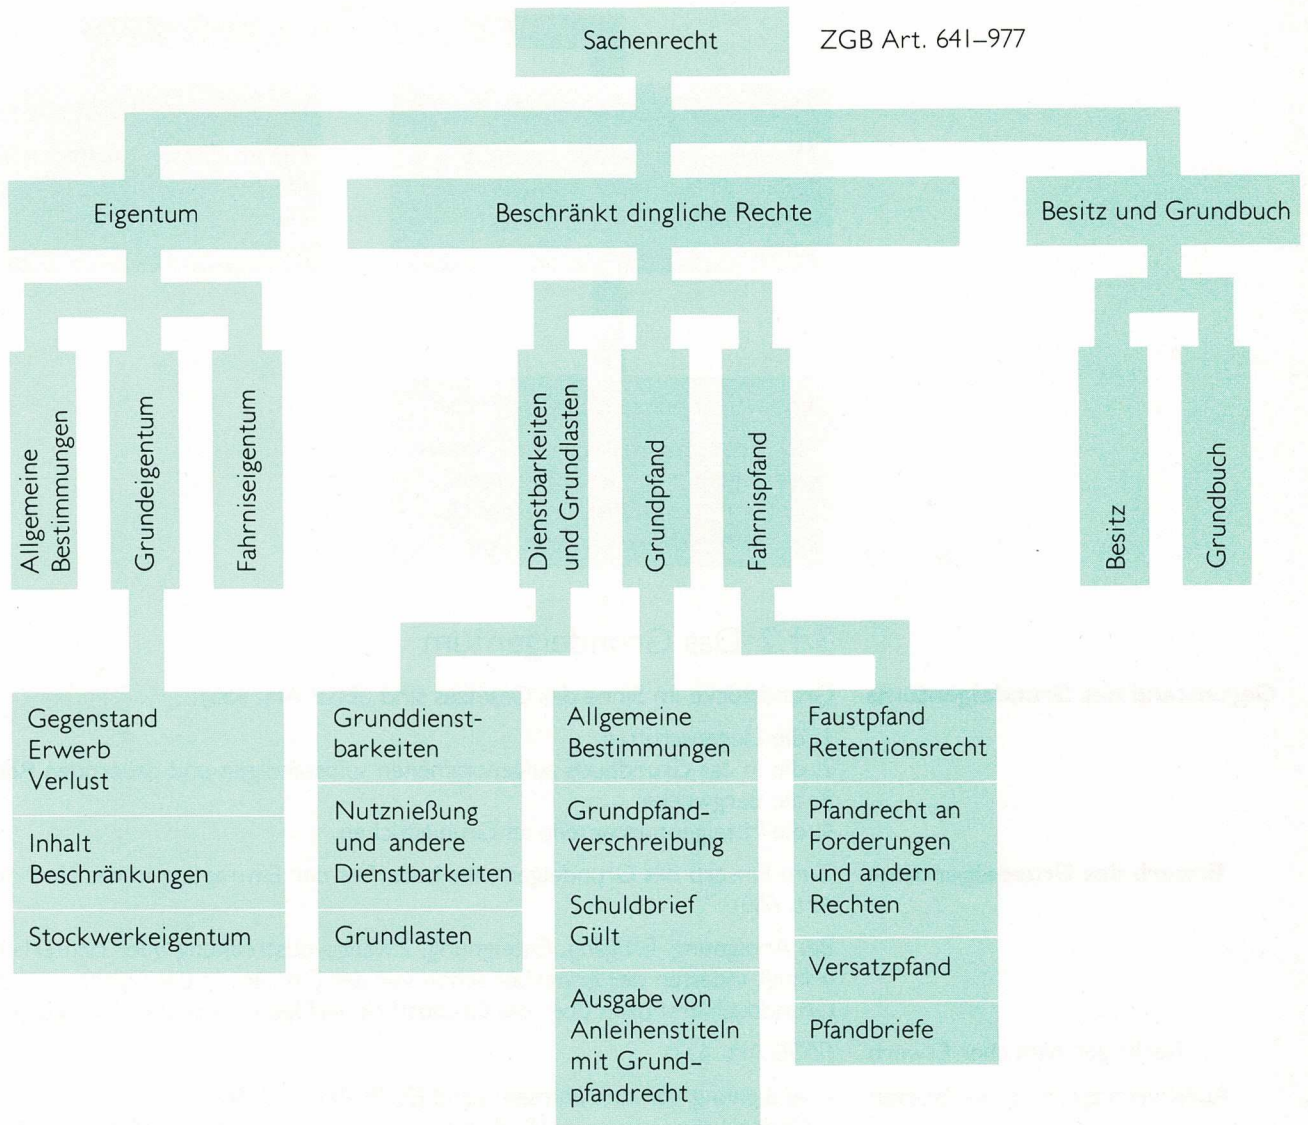 Sachenrecht
ZGB Art. 641–977
Eigentum
Beschränkt dingliche Rechte
Besitz und Grundbuch
Allgemeine
Bestimmungen
Grundeigentum
Fahrniseigentum
Dienstbarkeiten
und Grundlasten
Grundpfand
Fahrnispfand
Besitz
Grundbuch
Gegenstand
Erwerb
Verlust
Inhalt
Beschränkungen
Stockwerkeigentum
Grunddienst-
barkeiten
Nutznießung
und andere
Dienstbarkeiten
Grundlasten
Allgemeine
Bestimmungen
Grundpfand-
verschreibung
Schuldbrief
Gült
Ausgabe von
Anleihenstiteln
mit Grund-
pfandrecht
Faustpfand
Retentionsrecht
Pfandrecht an
Forderungen
und andern
Rechten
Versatzpfand
Pfandbriefe